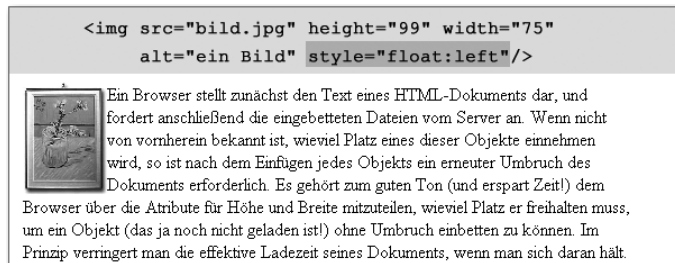 <img src="bild.jpg" height="99" width="75"
alt="ein Bild" style="float:left"/>
Ein Browser stellt zunächst den Text eines HTML-Dokuments dar, und
fordert anschließend die eingebetteten Dateien vom Server an. Wenn nicht
von vornherein bekannt ist, wieviel Platz eines dieser Objekte einnehmen
wird, so ist nach dem Einfügen jedes Objekts ein erneuter Umbruch des
Dokuments erforderlich. Es gehört zum guten Ton (und erspart Zeit!) dem
Browser über die Atribute für Höhe und Breite mitzuteilen, wieviel Platz er freihalten muss,
um ein Objekt (das ja noch nicht geladen ist!) ohne Umbruch einbetten zu können. Im
Prinzip verringert man die effektive Ladezeit seines Dokuments, wenn man sich daran hält.